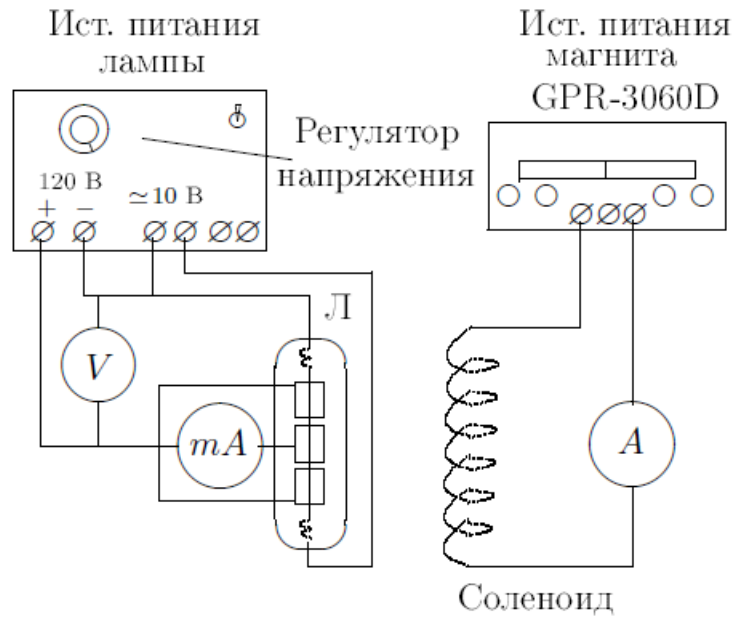 Ист. питания
лампы
Ист. питания
магнита
GPR-3060D
Регулятор
напряжения
120 В
≃10 В
+ −
Л
V
mA
A
Соленоид